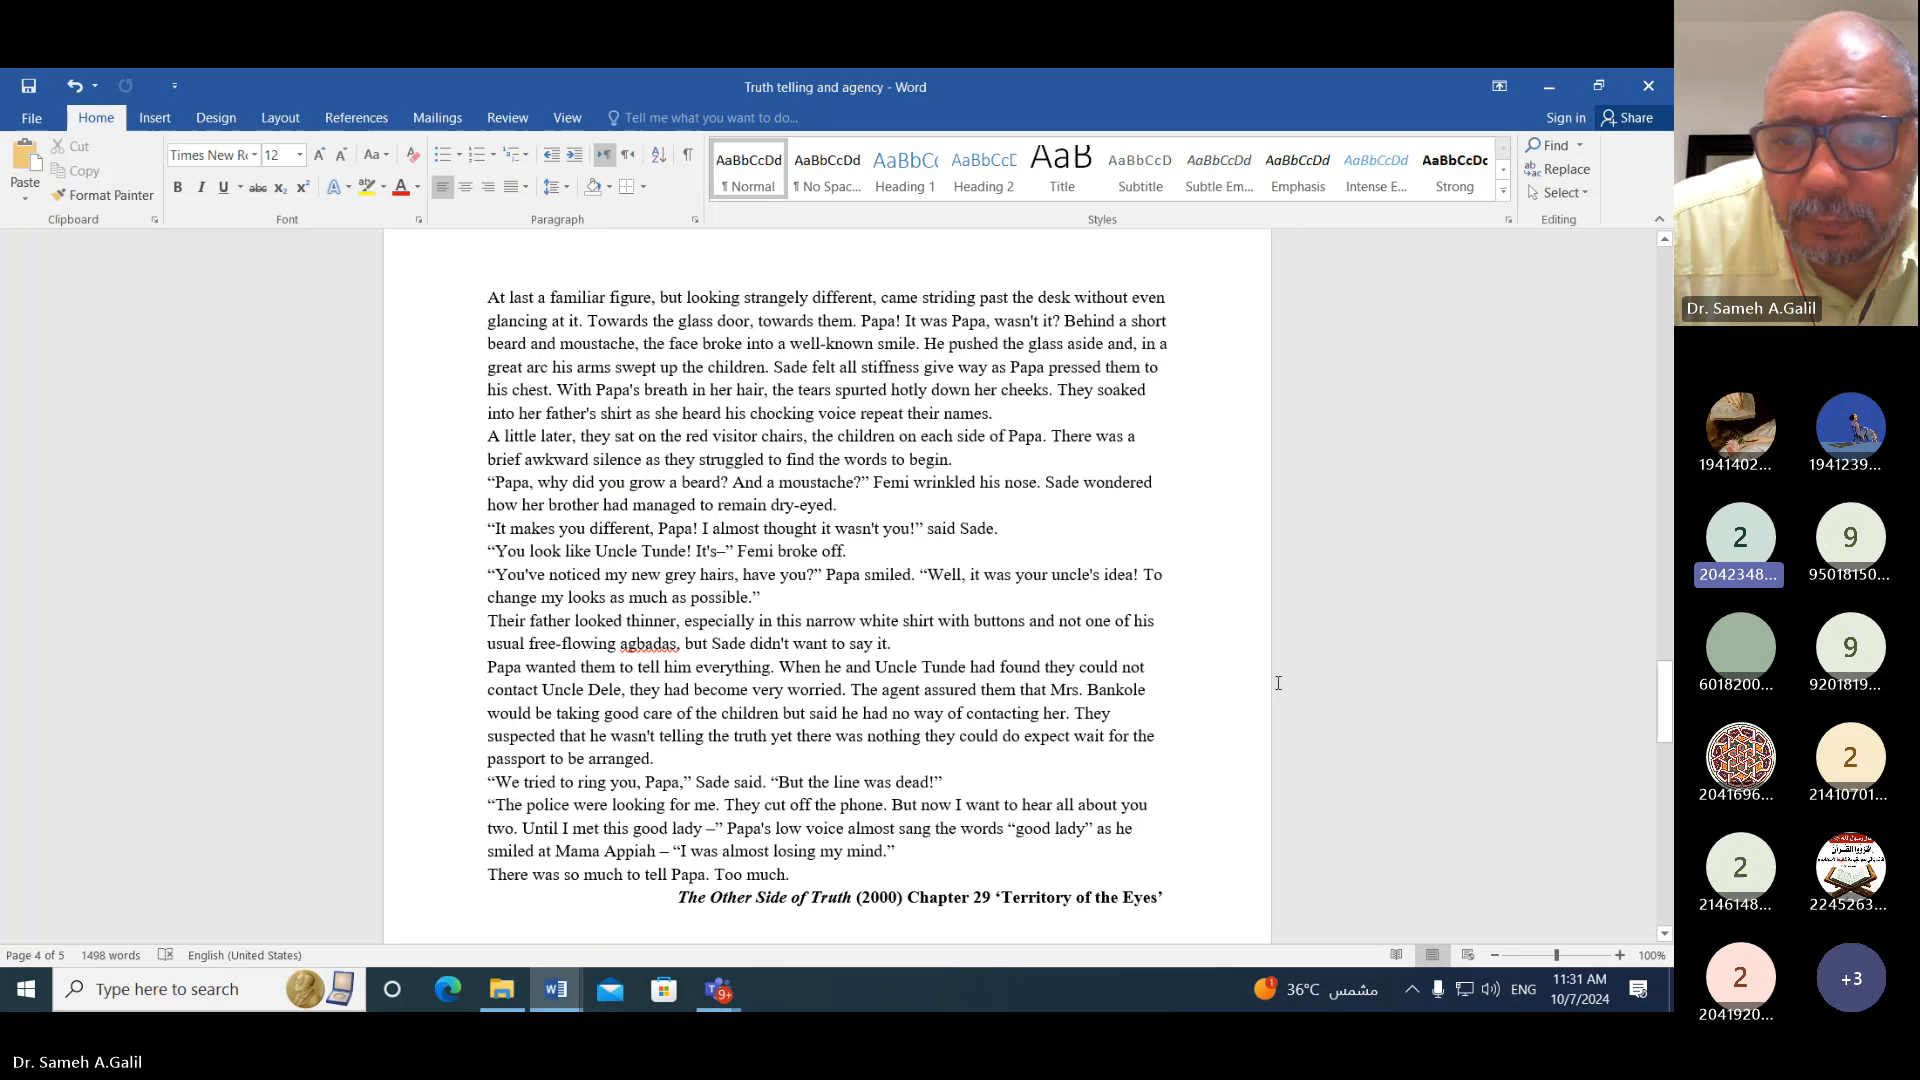 Truth telling and agency - Word
File
Home
Insert
Design
Layout
References
Mailings
Review
View
Tell me what you want to do...
Sign in
Share
Paste
Cut
Copy
Format Painter
Clipboard
Times New Ro
12
Font
Paragraph
AaBbCcDd
¶ Normal
AaBbCcDd
¶ No Spac...
AaBbCc
Heading 1
AaBbCcD
Heading 2
AaB
Title
AaBbCcD
Subtitle
AaBbCcDd
Subtle Em...
AaBbCcDd
Emphasis
AaBbCcDd
Intense E...
AaBbCcDc
Strong
Styles
Find
Replace
Select
Editing
At last a familiar figure, but looking strangely different, came striding past the desk without even
glancing at it. Towards the glass door, towards them. Papa! It was Papa, wasn't it? Behind a short
beard and moustache, the face broke into a well-known smile. He pushed the glass aside and, in a
great arc his arms swept up the children. Sade felt all stiffness give way as Papa pressed them to
his chest. With Papa's breath in her hair, the tears spurted hotly down her cheeks. They soaked
into her father's shirt as she heard his chocking voice repeat their names.
A little later, they sat on the red visitor chairs, the children on each side of Papa. There was a
brief awkward silence as they struggled to find the words to begin.
“Papa, why did you grow a beard? And a moustache?” Femi wrinkled his nose. Sade wondered
how her brother had managed to remain dry-eyed.
“It makes you different, Papa! I almost thought it wasn't you!” said Sade.
“You look like Uncle Tunde! It's–” Femi broke off.
“You've noticed my new grey hairs, have you?” Papa smiled. “Well, it was your uncle's idea! To
change my looks as much as possible.”
Their father looked thinner, especially in this narrow white shirt with buttons and not one of his
usual free-flowing agbadas, but Sade didn't want to say it.
Papa wanted them to tell him everything. When he and Uncle Tunde had found they could not
contact Uncle Dele, they had become very worried. The agent assured them that Mrs. Bankole
would be taking good care of the children but said he had no way of contacting her. They
suspected that he wasn't telling the truth yet there was nothing they could do expect wait for the
passport to be arranged.
“We tried to ring you, Papa,” Sade said. “But the line was dead!”
“The police were looking for me. They cut off the phone. But now I want to hear all about you
two. Until I met this good lady –” Papa's low voice almost sang the words “good lady” as he
smiled at Mama Appiah – “I was almost losing my mind.”
There was so much to tell Papa. Too much.
The Other Side of Truth (2000) Chapter 29 ‘Territory of the Eyes’
Page 4 of 5
1498 words
English (United States)
100%
Type here to search
9+
1
36°C مشمس
ENG
11:31 AM
10/7/2024
Dr. Sameh A.Galil
1941402...
1941239...
2
2042348...
9
95018150...
6018200...
9
9201819...
2041696...
2
21410701...
2
2146148...
2245263...
2
2041920...
+3
Dr. Sameh A.Galil